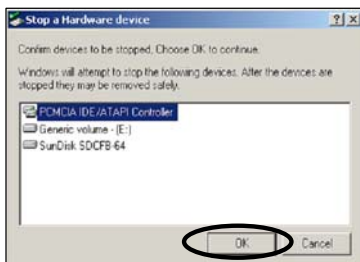 Stop a Hardware device
Confirm devices to be stopped, Choose OK to continue.
Windows will attempt to stop the following devices. After the devices are
stopped they may be removed safely.
PCMCIA IDE/ATAPI Controller
Generic volume - (E:)
SunDisk SDCFB-64
OK
Cancel